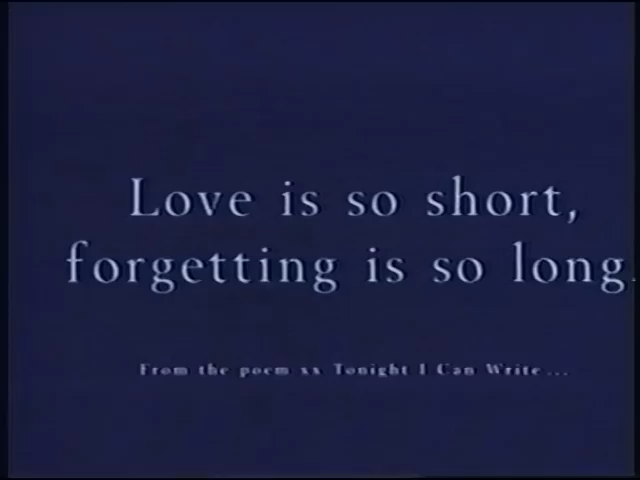 Love is so short,
forgetting is so long.
From the poem xx Tonight I Can Write...